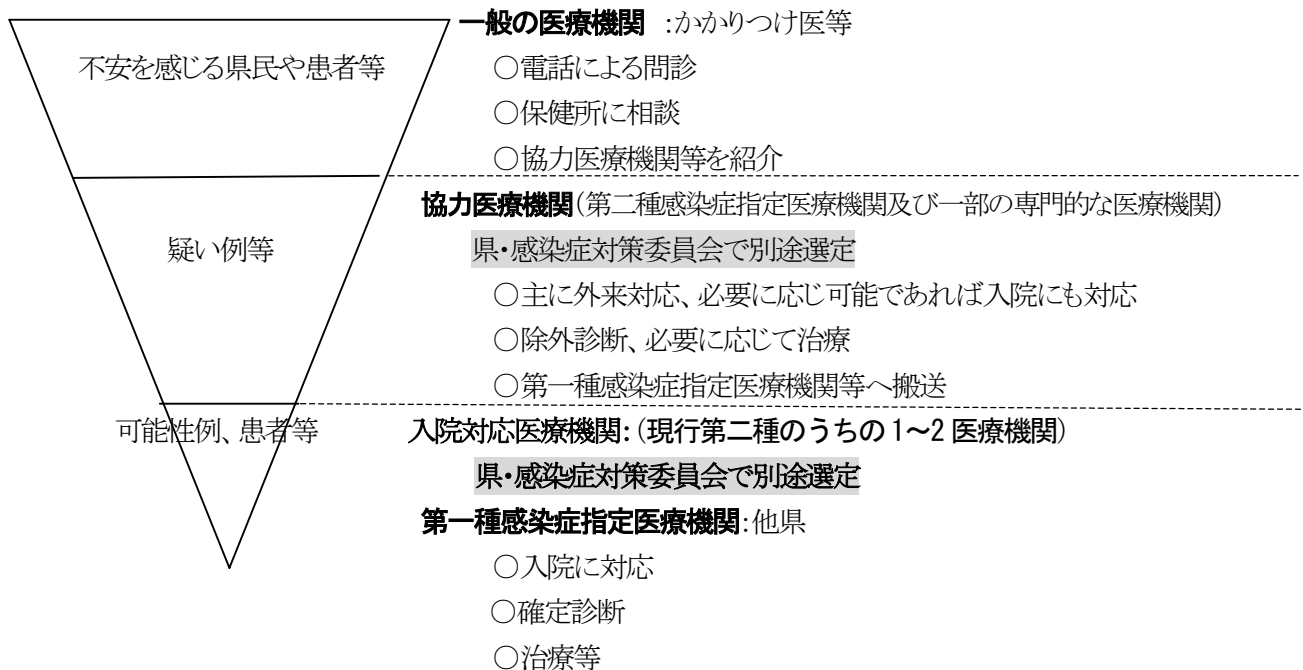 一般の医療機関 :かかりつけ医等
不安を感じる県民や患者等
○電話による問診
○保健所に相談
○協力医療機関等を紹介
協力医療機関(第二種感染症指定医療機関及び一部の専門的な医療機関)
疑い例等
県・感染症対策委員会で別途選定
○主に外来対応、必要に応じ可能であれば入院にも対応
○除外診断、必要に応じて治療
○第一種感染症指定医療機関等へ搬送
可能性例、患者等
入院対応医療機関:(現行第二種のうちの1~2医療機関)
県・感染症対策委員会で別途選定
第一種感染症指定医療機関:他県
○入院に対応
○確定診断
○治療等